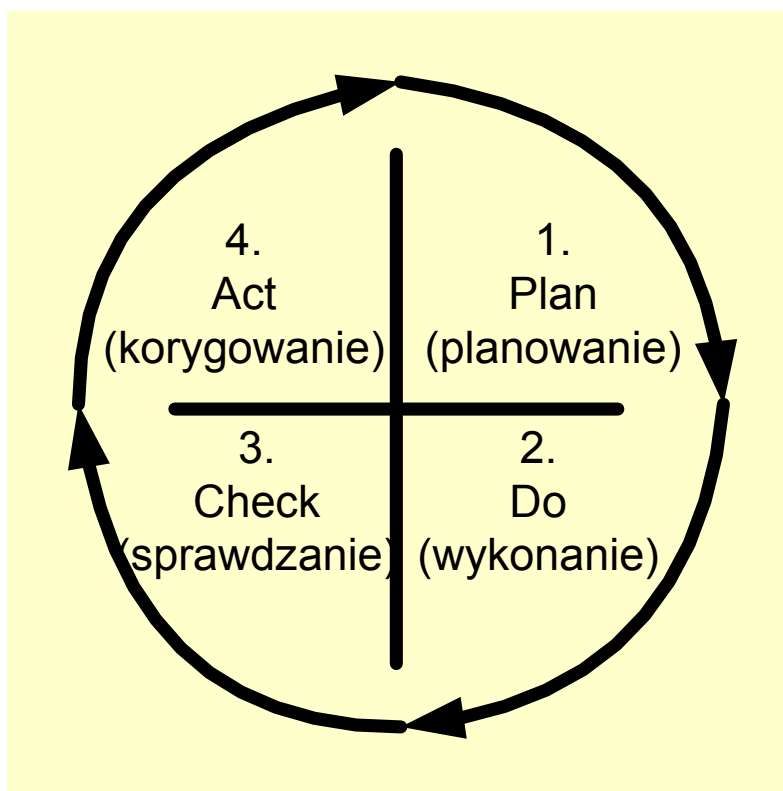 4.
Act
(korygowanie)
1.
Plan
(planowanie)
3.
Check
(sprawdzanie)
2.
Do
(wykonanie)